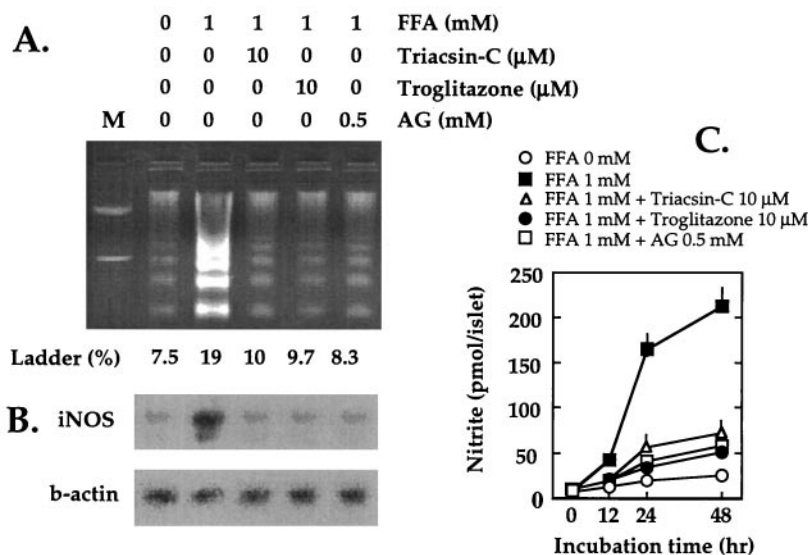 A.
0 1 1 1 1 FFA (mM)
0 0 10 0 0 Triacsin-C (μM)
0 0 0 10 0 Troglitazone (μM)
M 0 0 0 0 0.5 AG (mM)
Ladder (%) 7.5 19 10 9.7 8.3
B.
iNOS
b-actin
C.
FFA 0 mM
FFA 1 mM
FFA 1 mM + Triacsin-C 10 μM
FFA 1 mM + Troglitazone 10 μM
FFA 1 mM + AG 0.5 mM
Nitrite (pmol/islet)
250
200
150
100
50
0
0 12 24 48
Incubation time (hr)